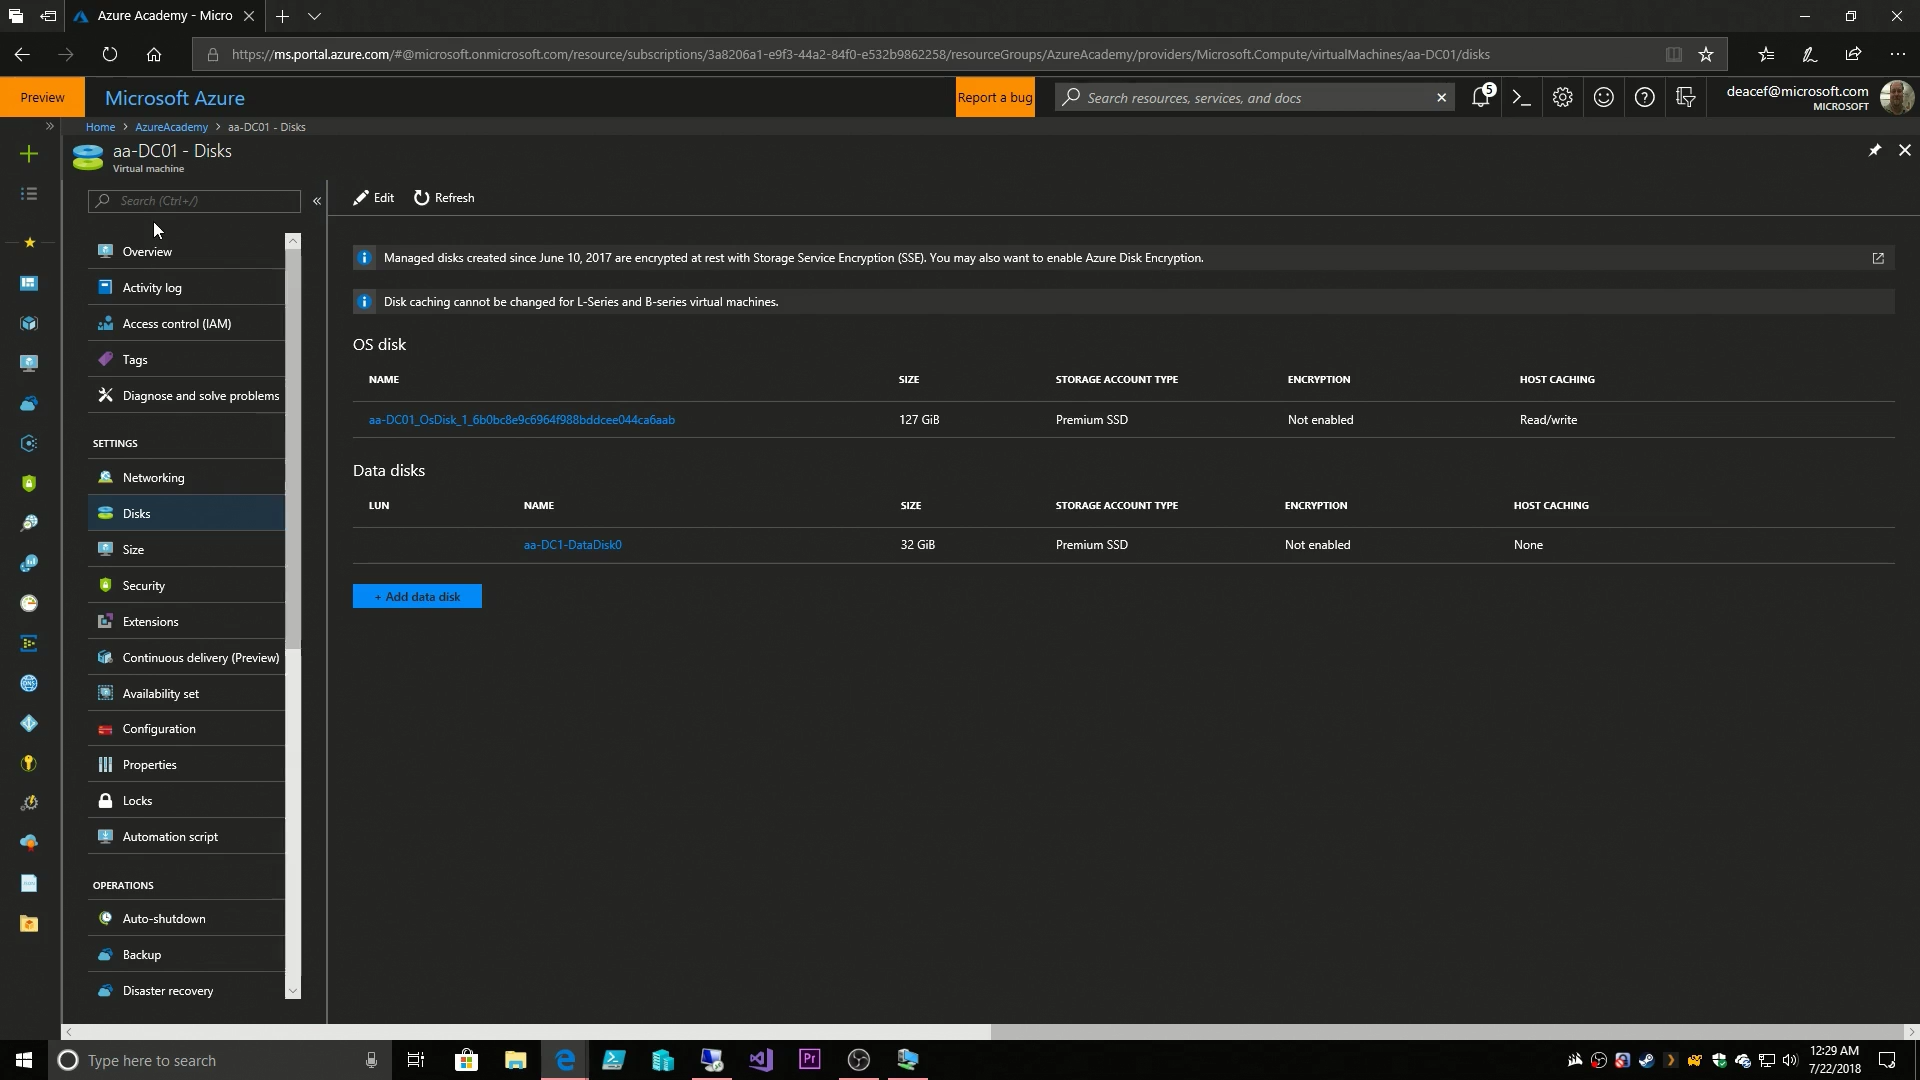 Azure Academy - Micro
https://ms.portal.azure.com/#@microsoft.onmicrosoft.com/resource/subscriptions/3a8206a1-e9f3-44a2-84f0-e532b9862258/resourceGroups/AzureAcademy/providers/Microsoft.Compute/virtualMachines/aa-DC01/disks
Preview
Microsoft Azure
Report a bug
Search resources, services, and docs
5
deacef@microsoft.com
MICROSOFT
Home > AzureAcademy > aa-DC01 - Disks
aa-DC01 - Disks
Virtual machine
Search (Ctrl+/)
Edit
Refresh
Overview
Activity log
Access control (IAM)
Tags
Diagnose and solve problems
SETTINGS
Networking
Disks
Size
Security
Extensions
Continuous delivery (Preview)
Availability set
Configuration
Properties
Locks
Automation script
OPERATIONS
Auto-shutdown
Backup
Disaster recovery
Managed disks created since June 10, 2017 are encrypted at rest with Storage Service Encryption (SSE). You may also want to enable Azure Disk Encryption.
Disk caching cannot be changed for L-Series and B-series virtual machines.
OS disk
NAME SIZE STORAGE ACCOUNT TYPE ENCRYPTION HOST CACHING
aa-DC01_OsDisk_1_6b0bc8e9c6964f988bddcee044ca6aab 127 GiB Premium SSD Not enabled Read/write
Data disks
LUN NAME SIZE STORAGE ACCOUNT TYPE ENCRYPTION HOST CACHING
aa-DC1-DataDisk0 32 GiB Premium SSD Not enabled None
+ Add data disk
Type here to search
Pr
12:29 AM
7/22/2018